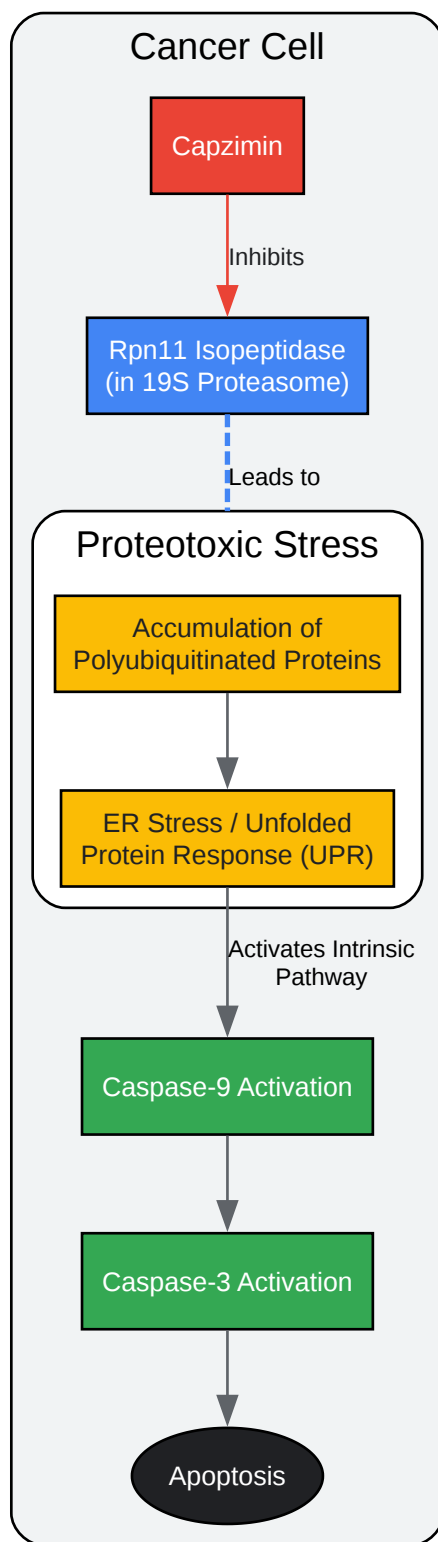 Cancer Cell
Capzimin
Inhibits
Rpn11 Isopeptidase
(in 19S Proteasome)
Leads to
Proteotoxic Stress
Accumulation of
Polyubiquitinated Proteins
ER Stress / Unfolded
Protein Response (UPR)
Activates Intrinsic
Pathway
Caspase-9 Activation
Caspase-3 Activation
Apoptosis